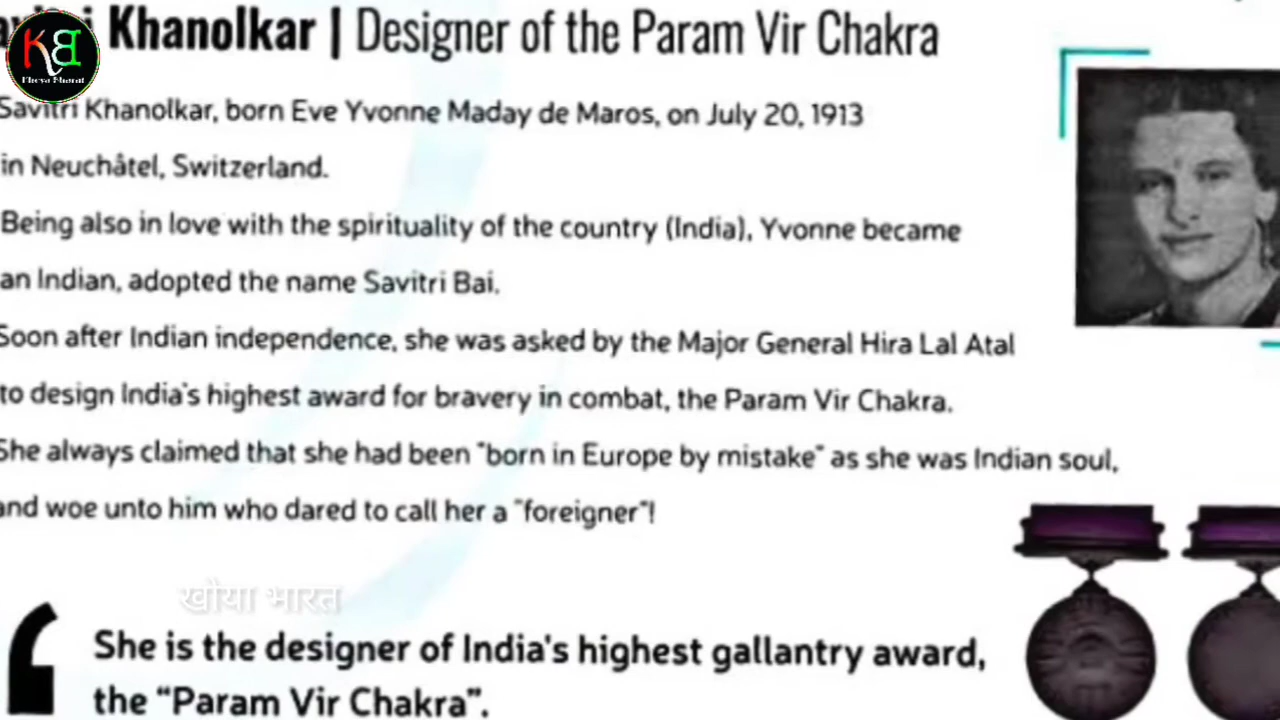 KB
Khoya Bharat
Khanolkar | Designer of the Param Vir Chakra
Savitri Khanolkar, born Eve Yvonne Maday de Maros, on July 20, 1913
in Neuchâtel, Switzerland.
Being also in love with the spirituality of the country (India), Yvonne became
an Indian, adopted the name Savitri Bai.
Soon after Indian independence, she was asked by the Major General Hira Lal Atal
to design India's highest award for bravery in combat, the Param Vir Chakra.
She always claimed that she had been "born in Europe by mistake" as she was Indian soul,
and woe unto him who dared to call her a "foreigner"!
खोया भारत
She is the designer of India's highest gallantry award,
the “Param Vir Chakra”.